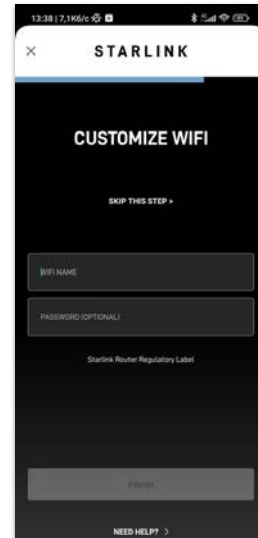 13:38 | 7,1K6/c
× STARLINK
CUSTOMIZE WIFI
SKIP THIS STEP >
WIFI NAME
PASSWORD (OPTIONAL)
Starlink Router Regulatory Label
FINISH
NEED HELP? >